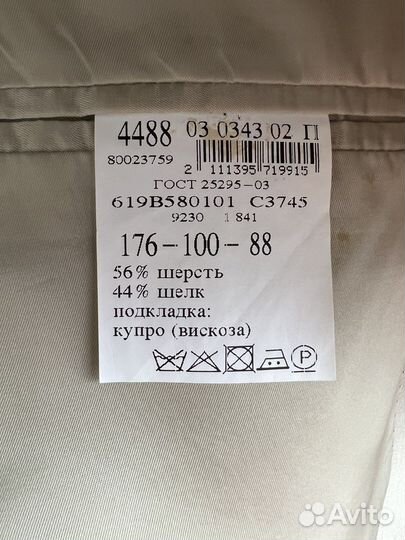 4488 03 0343 02 П
80023759
2 111395 719915
ГОСТ 25295-03
619В580101 С3745
9230 1 841
176-100-88
56% шерсть
44% шелк
подкладка:
купро (вискоза)
P
Avito